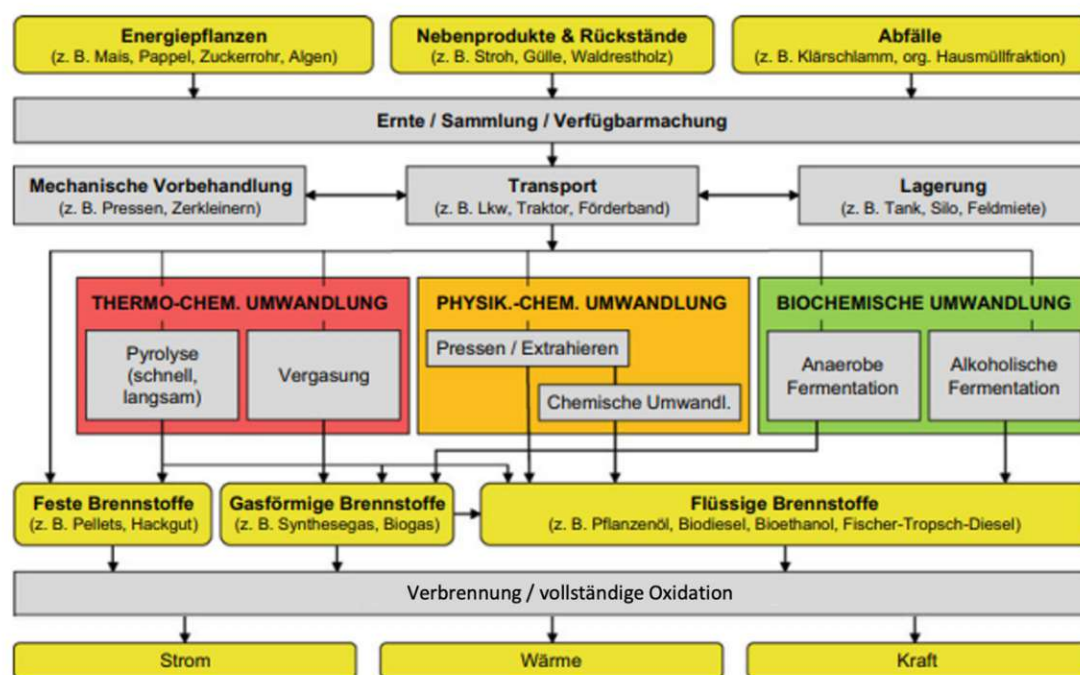 Energiepflanzen
(z. B. Mais, Pappel, Zuckerrohr, Algen)
Nebenprodukte & Rückstände
(z. B. Stroh, Gülle, Waldrestholz)
Abfälle
(z. B. Klärschlamm, org. Hausmüllfraktion)
Ernte / Sammlung / Verfügbarmachung
Mechanische Vorbehandlung
(z. B. Pressen, Zerkleinern)
Transport
(z. B. Lkw, Traktor, Förderband)
Lagerung
(z. B. Tank, Silo, Feldmiete)
THERMO-CHEM. UMWANDLUNG
Pyrolyse
(schnell,
langsam)
Vergasung
PHYSIK.-CHEM. UMWANDLUNG
Pressen / Extrahieren
Chemische Umwandl.
BIOCHEMISCHE UMWANDLUNG
Anaerobe
Fermentation
Alkoholische
Fermentation
Feste Brennstoffe
(z. B. Pellets, Hackgut)
Gasförmige Brennstoffe
(z. B. Synthesegas, Biogas)
Flüssige Brennstoffe
(z. B. Pflanzenöl, Biodiesel, Bioethanol, Fischer-Tropsch-Diesel)
Verbrennung / vollständige Oxidation
Strom
Wärme
Kraft